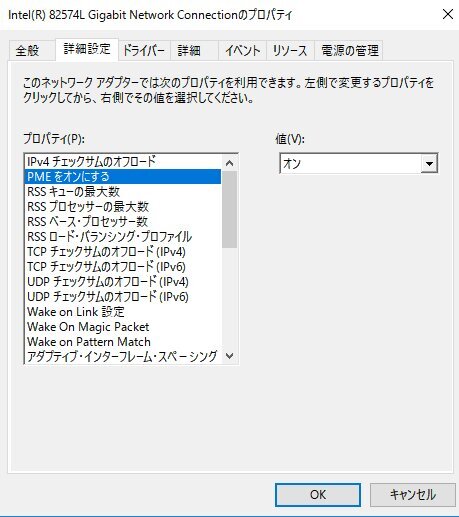 Intel(R) 82574L Gigabit Network Connectionのプロパティ
全般 詳細設定 ドライバー 詳細 イベント リソース 電源の管理
このネットワーク アダプターでは次のプロパティを利用できます。左側で変更するプロパティを
クリックしてから、右側でその値を選択してください。
プロパティ(P): 値(V):
IPv4 チェックサムのオフロード オン
PME をオンにする
RSS キューの最大数
RSS プロセッサーの最大数
RSS ベース・プロセッサー数
RSS ロード・バランシング・プロファイル
TCP チェックサムのオフロード (IPv4)
TCP チェックサムのオフロード (IPv6)
UDP チェックサムのオフロード (IPv4)
UDP チェックサムのオフロード (IPv6)
Wake on Link 設定
Wake On Magic Packet
Wake on Pattern Match
アダプティブ・インターフレーム・スペーシング
OK キャンセル